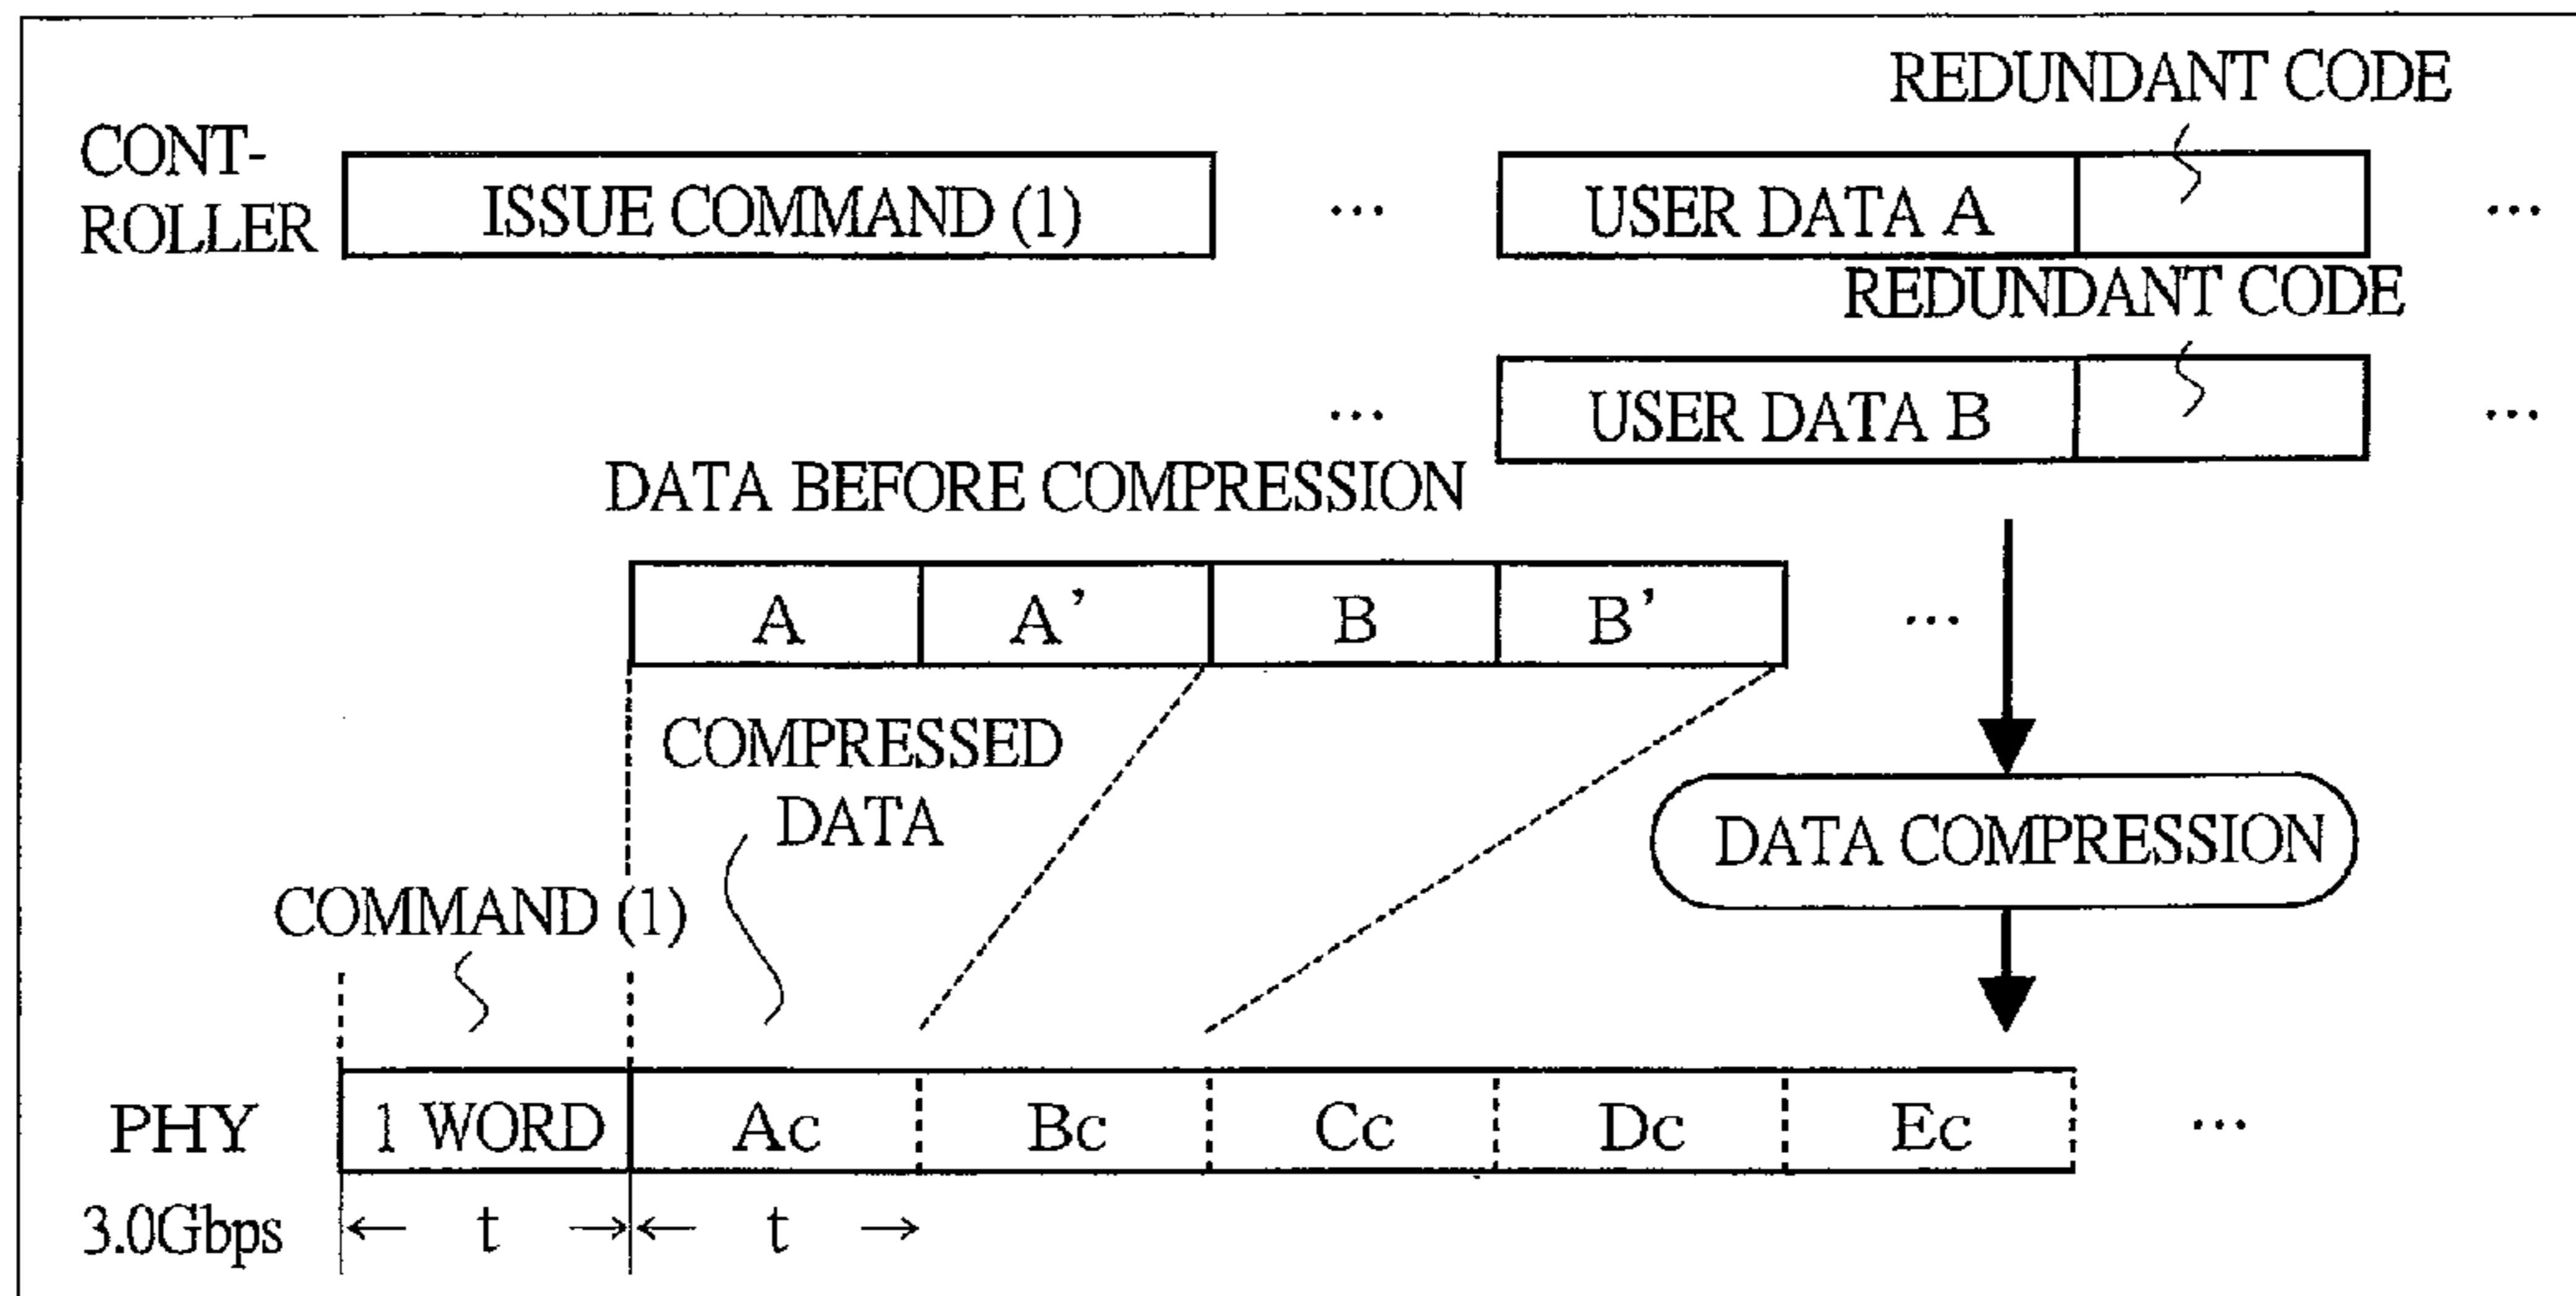 REDUNDANT CODE
CONT-
ROLLER
ISSUE COMMAND (1)
...
USER DATA A
...
REDUNDANT CODE
...
USER DATA B
...
DATA BEFORE COMPRESSION
A
A’
B
B’
...
COMPRESSED
DATA
DATA COMPRESSION
COMMAND (1)
PHY
1 WORD
Ac
Bc
Cc
Dc
Ec
...
3.0Gbps
← t →
← t →